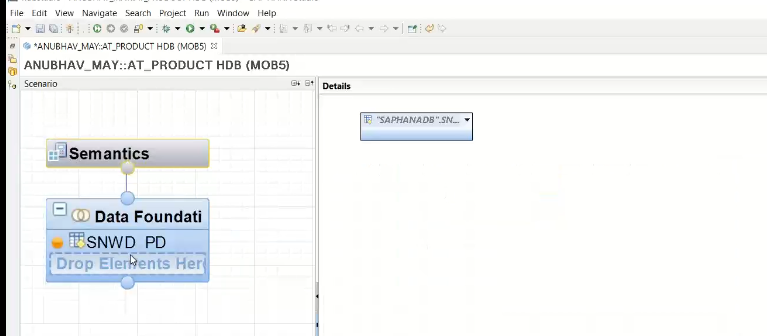 File Edit View Navigate Search Project Run Window Help
*ANUBHAV_MAY::AT_PRODUCT HDB (MOB5)
ANUBHAV_MAY::AT_PRODUCT HDB (MOB5)
Scenario
Details
"SAPHANADB".SN...
Semantics
Data Foundati
SNWD_PD
Drop Elements Her